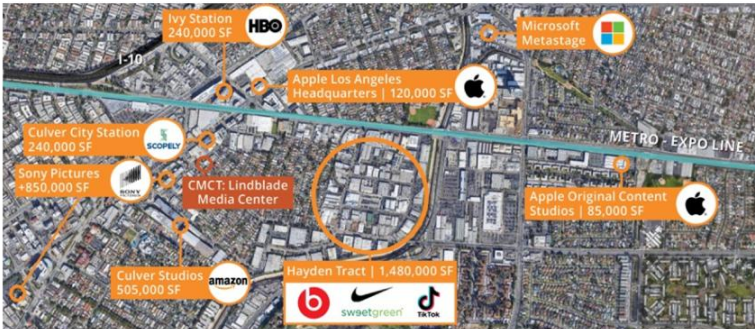 Ivy Station
240,000 SF
HBO
Microsoft
Metastage
I-10
Apple Los Angeles
Headquarters | 120,000 SF
Culver City Station
240,000 SF
SCOPELY
METRO - EXPO LINE
Sony Pictures
+850,000 SF
SONY
CMCT: Lindblade
Media Center
Apple Original Content
Studios | 85,000 SF
Culver Studios
505,000 SF
amazon
Hayden Tract | 1,480,000 SF
sweetgreen
TikTok